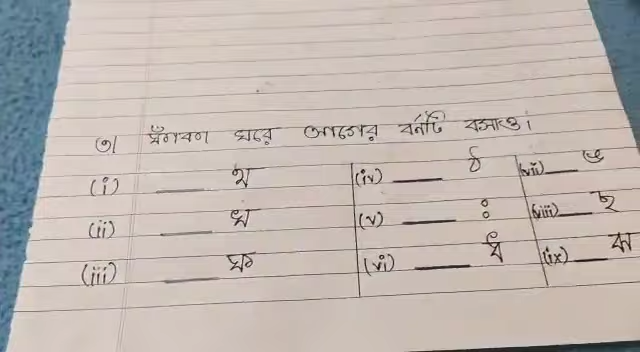 ৩। ফাঁকা ঘরে আগের বর্ণটি বসাও।
(i) ____ থ (iv) ____ ঠ (vii) ____
(ii) ____ খ (v) ____ ঃ (viii) ____ ছ
(iii) ____ ফ (vi) ____ (ix) ____ ঝ